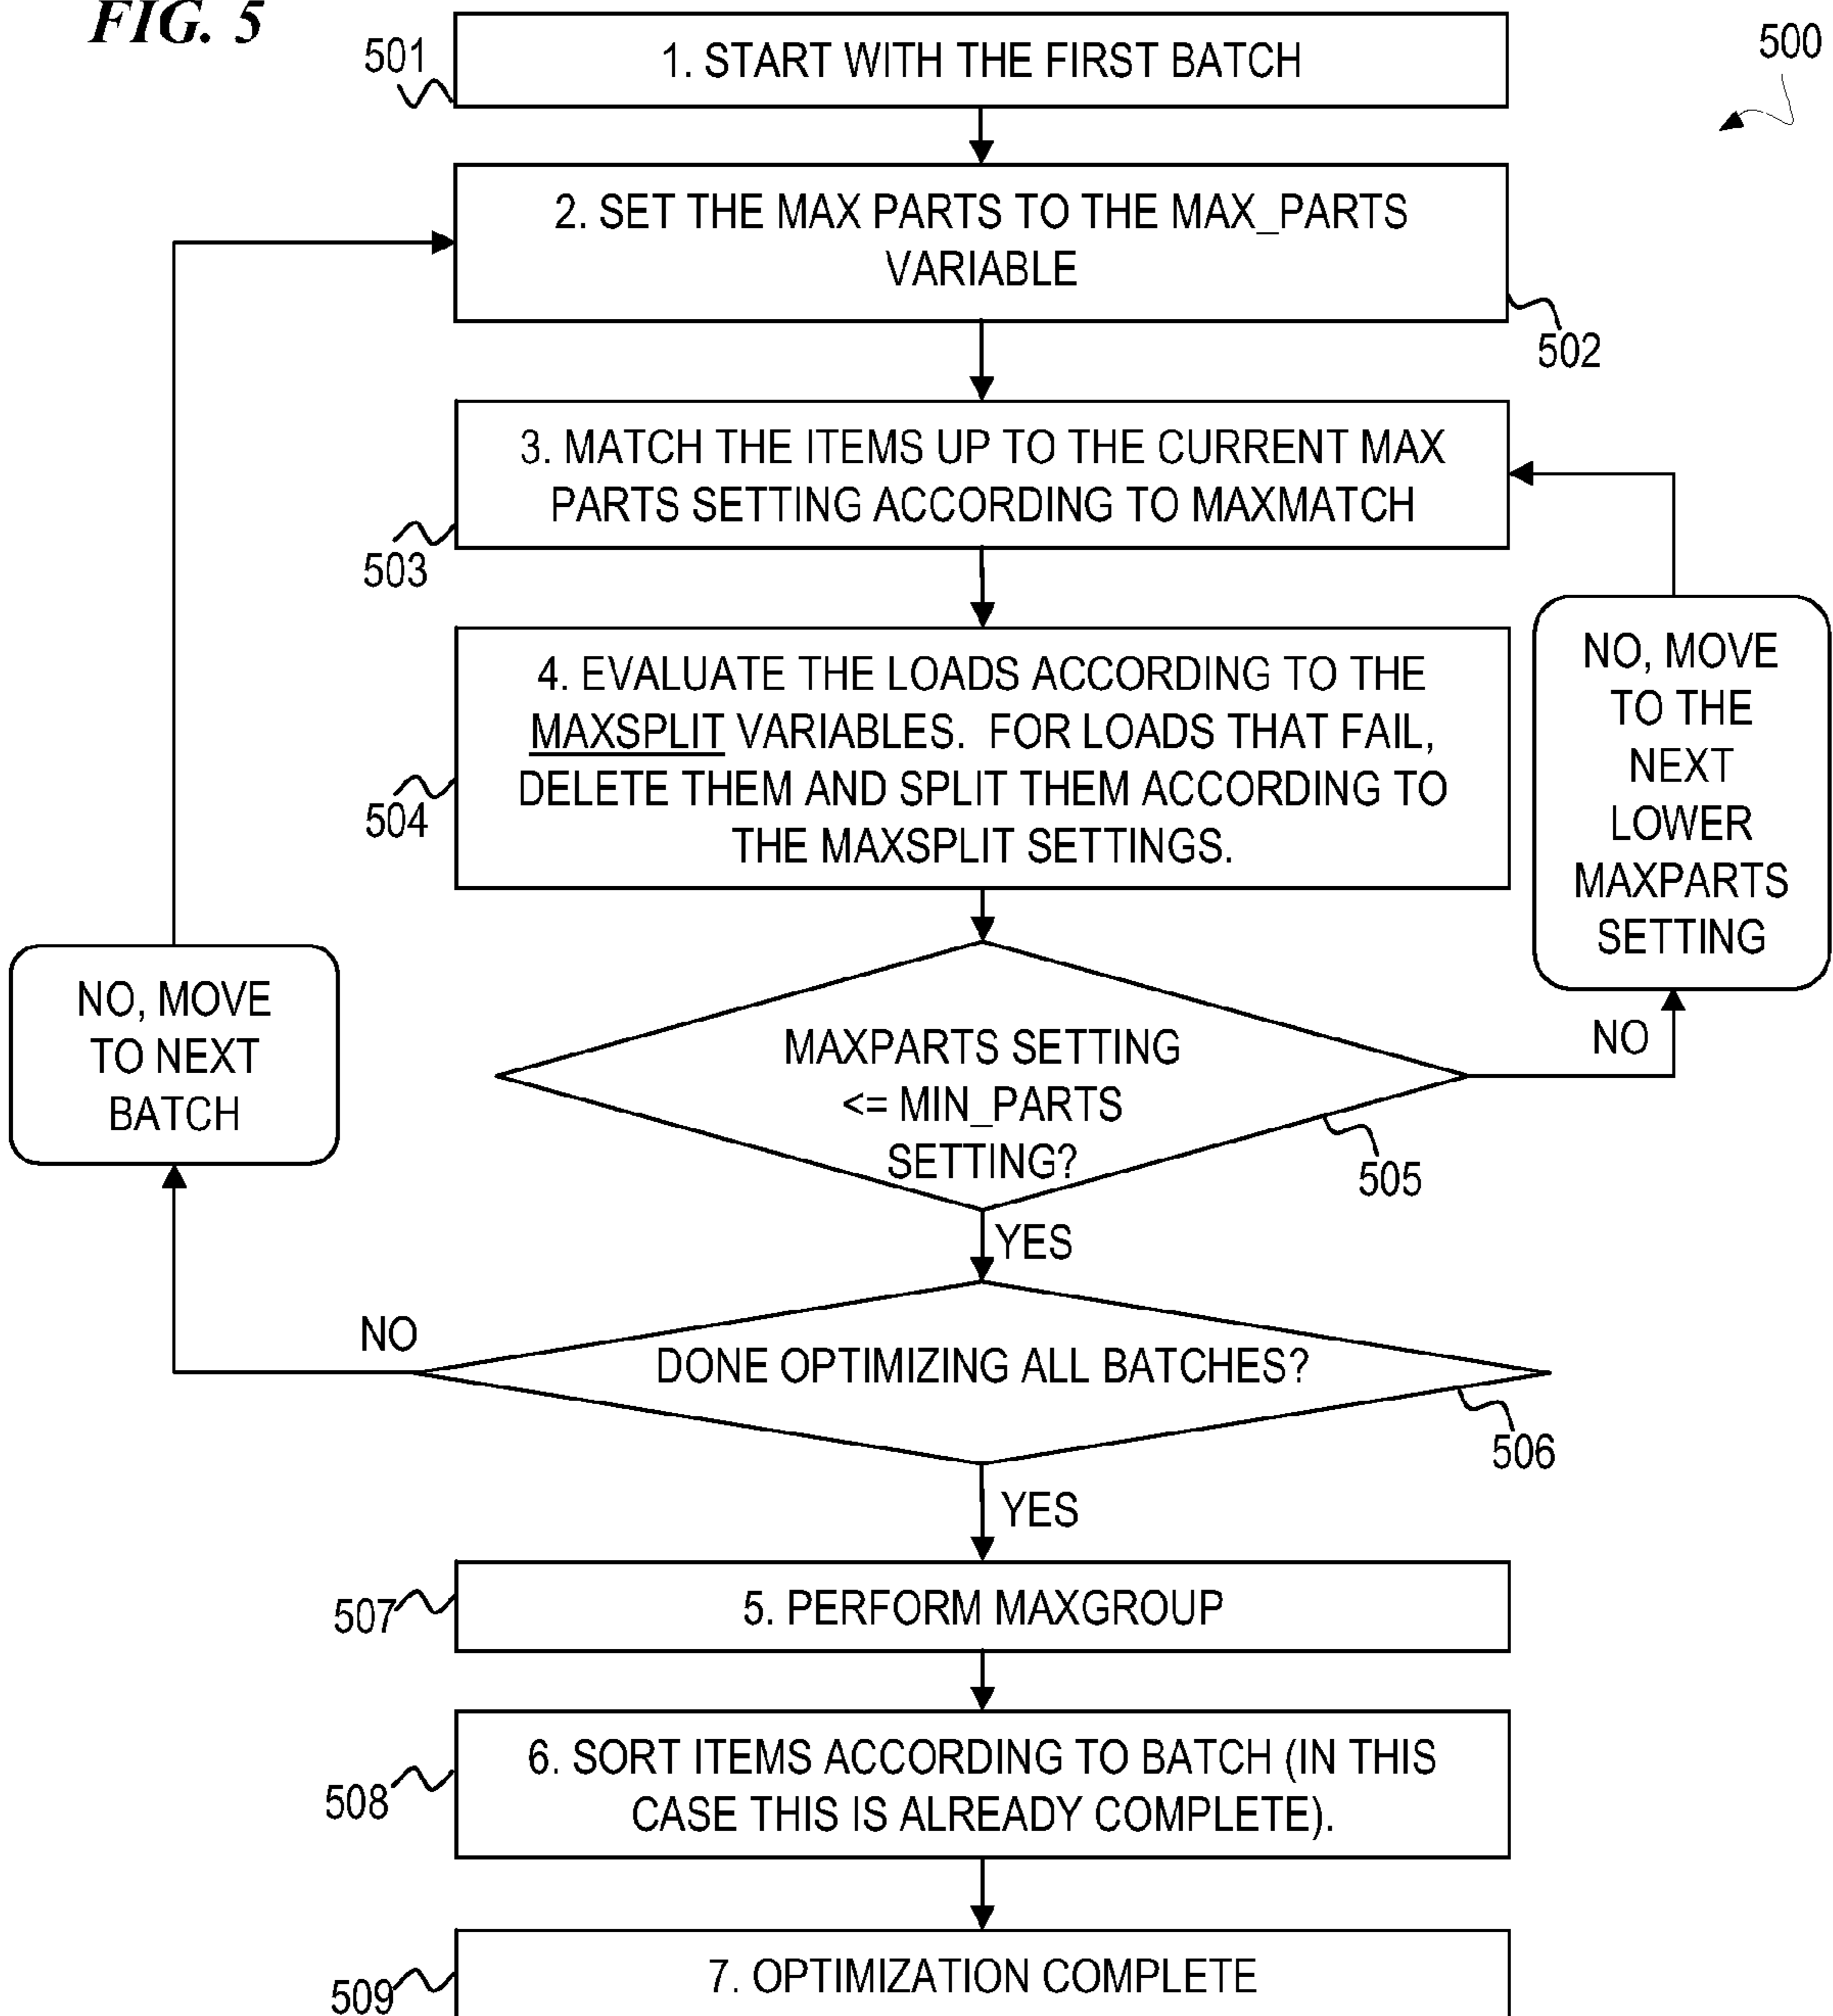 FIG. 5
500
501
1. START WITH THE FIRST BATCH
2. SET THE MAX PARTS TO THE MAX_PARTS
VARIABLE
502
3. MATCH THE ITEMS UP TO THE CURRENT MAX
PARTS SETTING ACCORDING TO MAXMATCH
503
4. EVALUATE THE LOADS ACCORDING TO THE
MAXSPLIT VARIABLES. FOR LOADS THAT FAIL,
DELETE THEM AND SPLIT THEM ACCORDING TO
THE MAXSPLIT SETTINGS.
504
NO, MOVE
TO THE
NEXT
LOWER
MAXPARTS
SETTING
NO
MAXPARTS SETTING
<= MIN_PARTS
SETTING?
505
YES
NO, MOVE
TO NEXT
BATCH
NO
DONE OPTIMIZING ALL BATCHES?
506
YES
507
5. PERFORM MAXGROUP
508
6. SORT ITEMS ACCORDING TO BATCH (IN THIS
CASE THIS IS ALREADY COMPLETE).
509
7. OPTIMIZATION COMPLETE